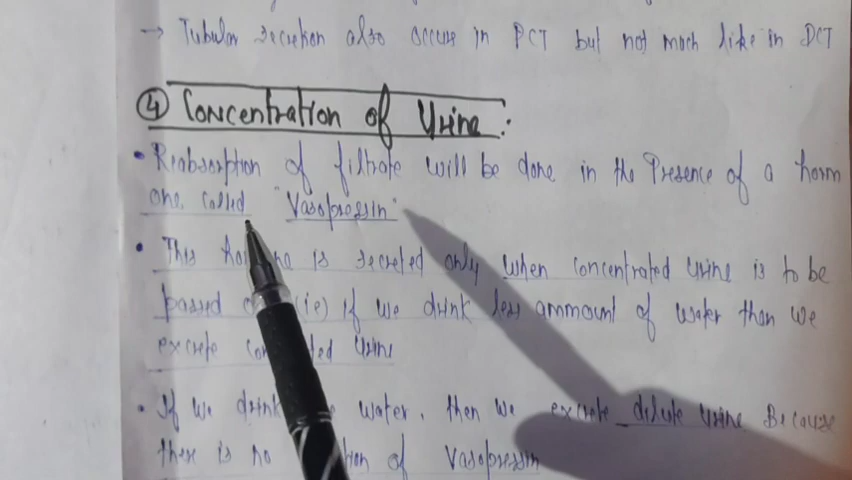 → Tubular secretion also occurs in PCT but not much like in DCT
④ Concentration of Urine:
• Reabsorption of filtrate will be done in the Presence of a horm
one called "Vasopressin"
• This is secreted only when concentrated urine is to be
passed (ie) if we drink less ammount of water then we
excrete urine
• If we drink water, then we excrete dilute urine Because
there is no of Vasopressin